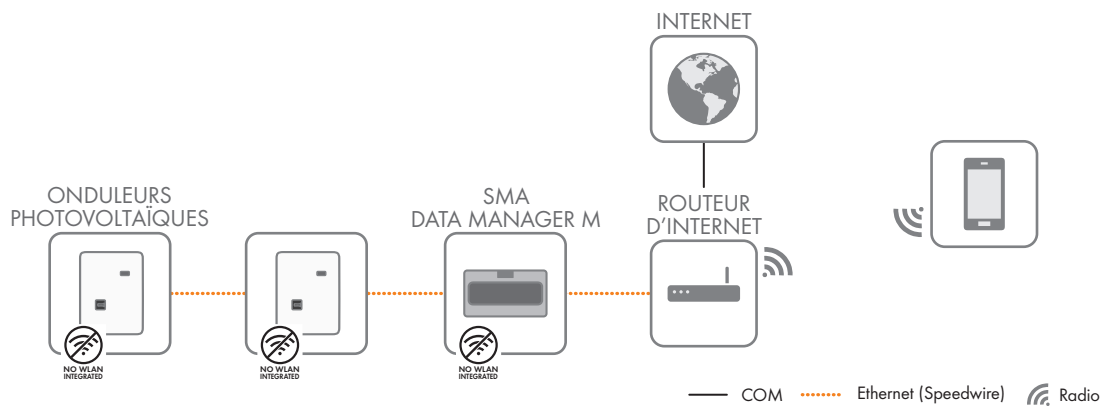 INTERNET
ONDULEURS
PHOTOVOLTAÏQUES
SMA
DATA MANAGER M
ROUTEUR
D'INTERNET
NO WLAN
INTEGRATED
NO WLAN
INTEGRATED
NO WLAN
INTEGRATED
COM
Ethernet (Speedwire)
Radio